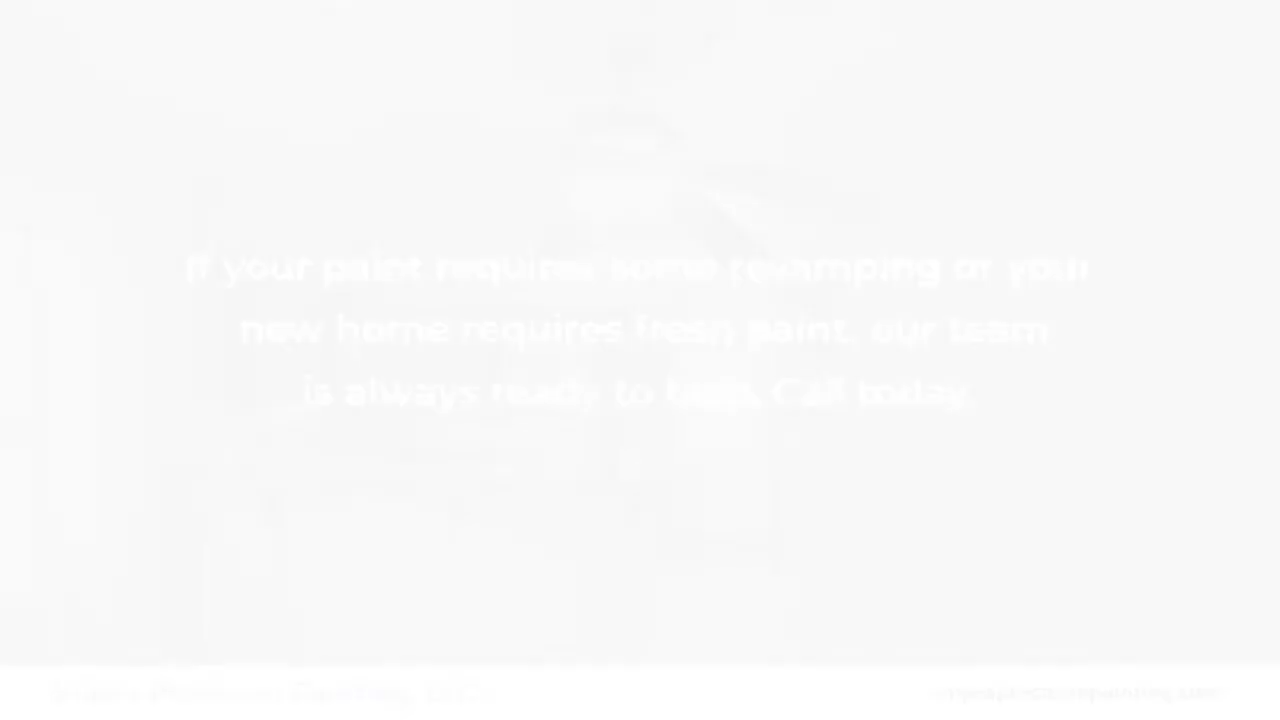 If your paint requires some revamping or your
new home requires fresh paint, our team
is always ready to help. Call today.